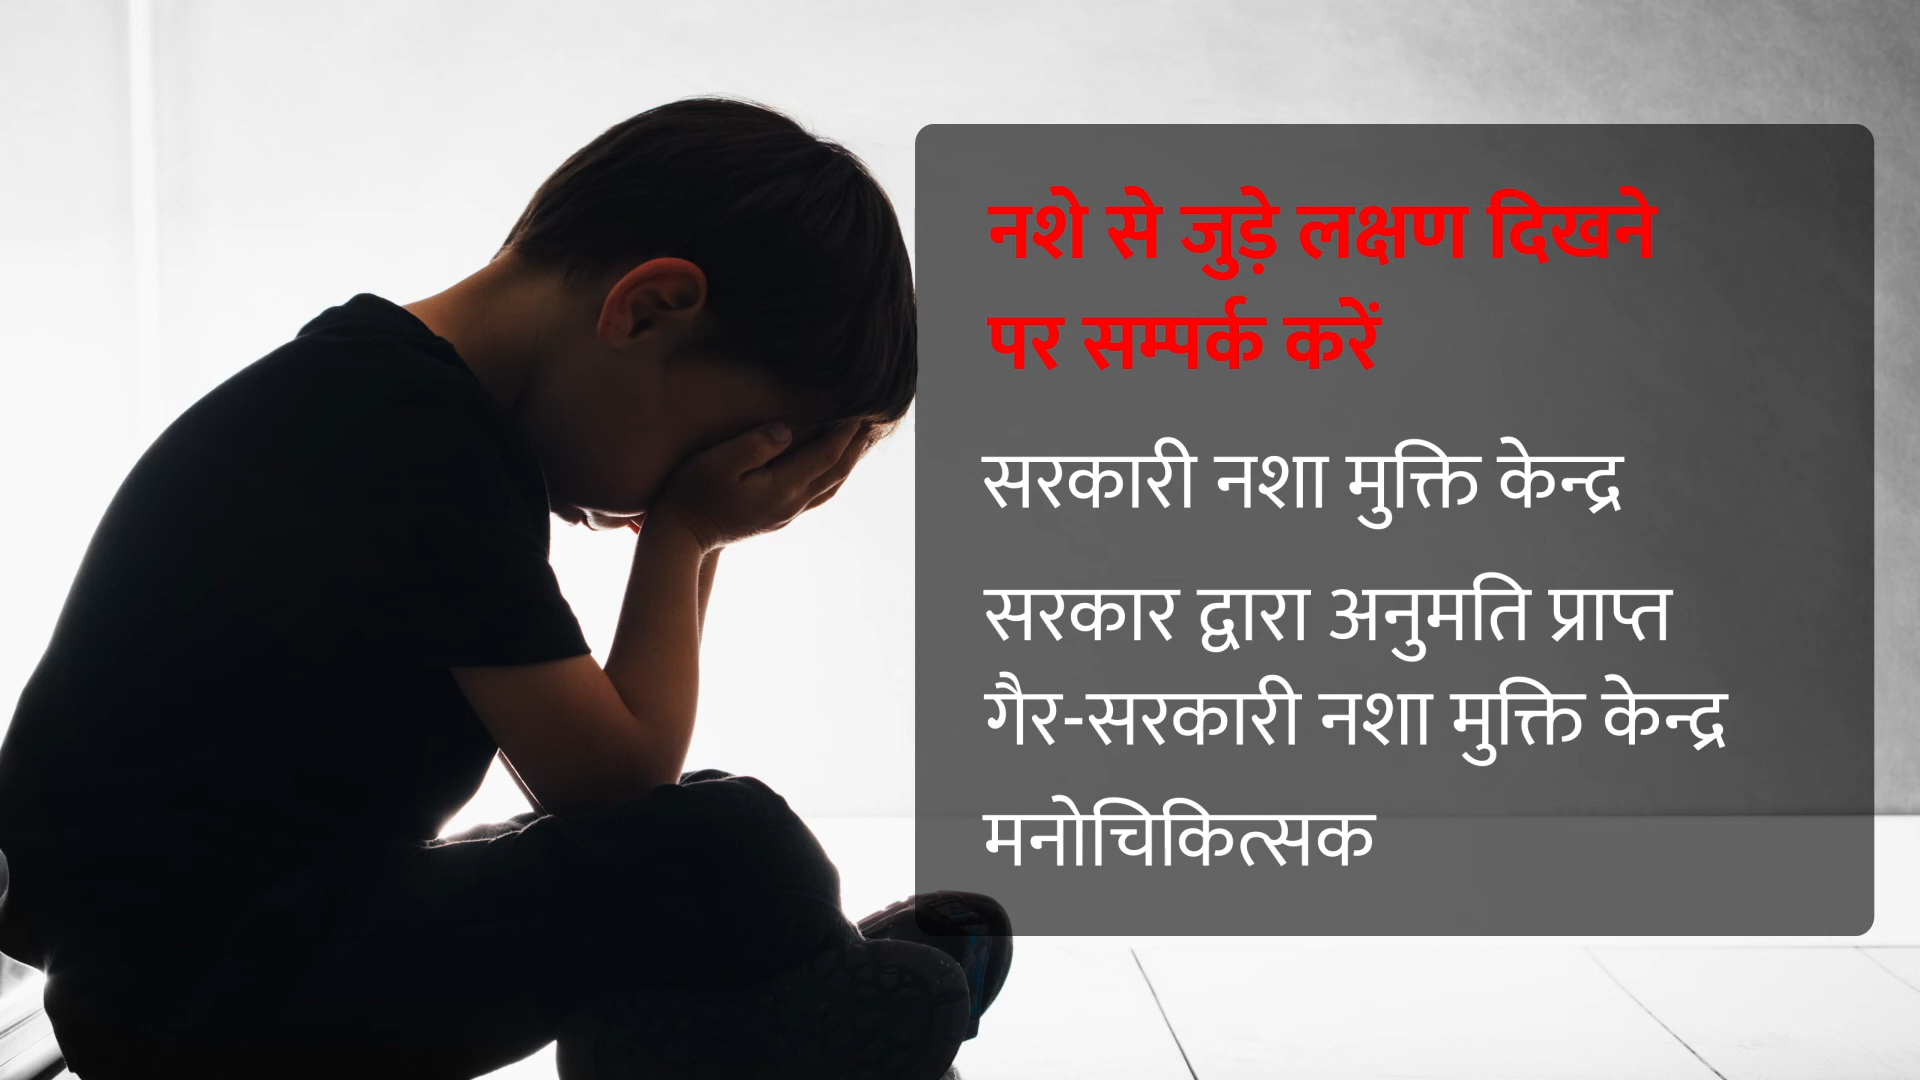 नशे से जुड़े लक्षण दिखने
पर सम्पर्क करें
सरकारी नशा मुक्ति केन्द्र
सरकार द्वारा अनुमति प्राप्त
गैर-सरकारी नशा मुक्ति केन्द्र
मनोचिकित्सक